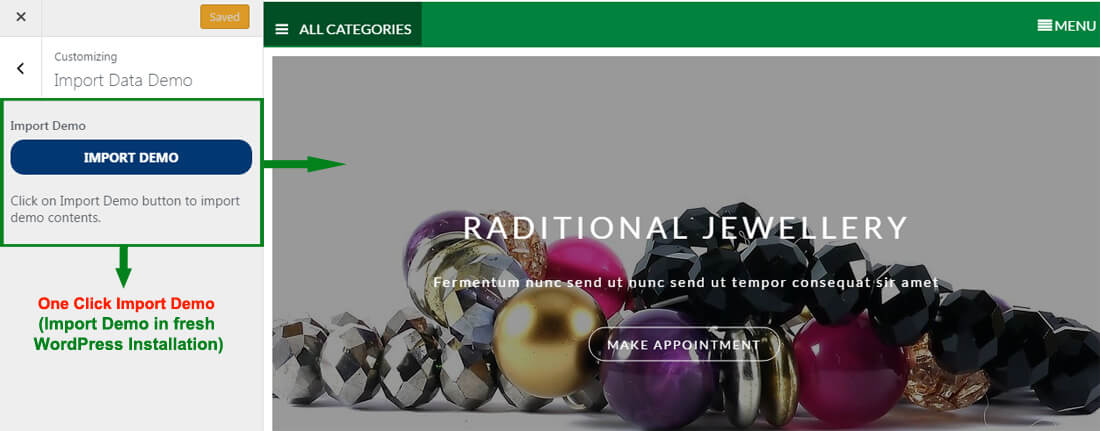 Saved
Customizing
Import Data Demo
Import Demo
IMPORT DEMO
Click on Import Demo button to import
demo contents.
One Click Import Demo
(Import Demo in fresh
WordPress Installation)
ALL CATEGORIES
MENU
RADITIONAL JEWELLERY
Fermentum nunc send ut nunc send ut tempor consequat sir amet
MAKE APPOINTMENT